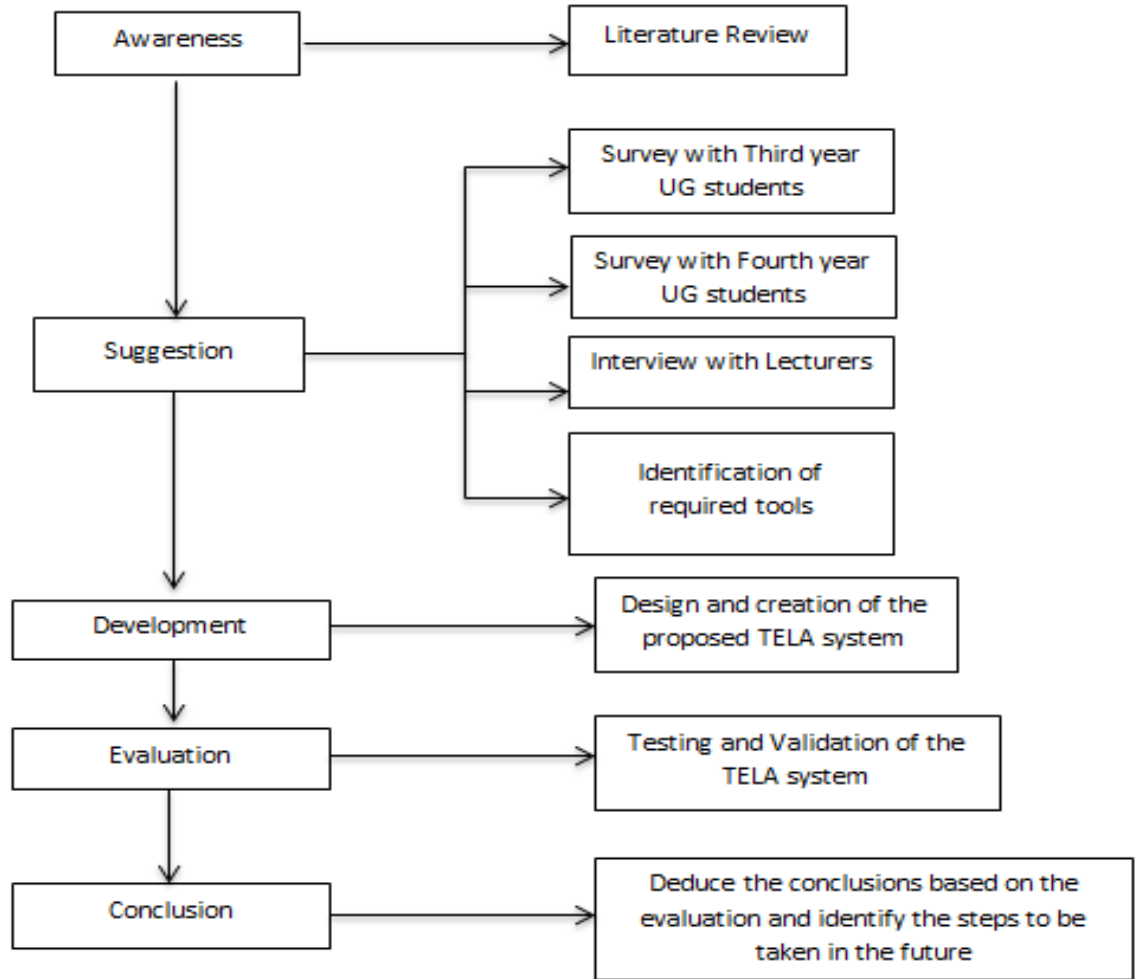 Awareness
Literature Review
Survey with Third year
UG students
Survey with Fourth year
UG students
Suggestion
Interview with Lecturers
Identification of
required tools
Development
Design and creation of the
proposed TELA system
Evaluation
Testing and Validation of the
TELA system
Conclusion
Deduce the conclusions based on the
evaluation and identify the steps to be
taken in the future